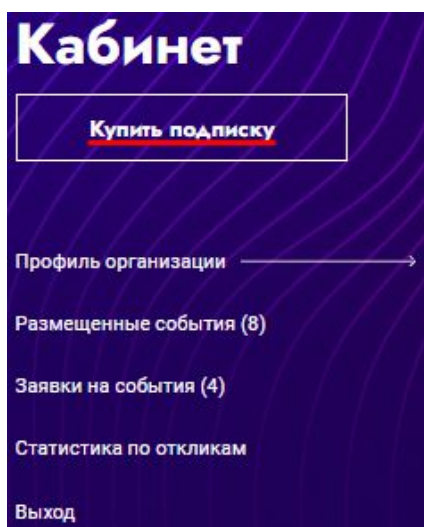 Кабинет
Купить подписку
Профиль организации
Размещенные события (8)
Заявки на события (4)
Статистика по откликам
Выход